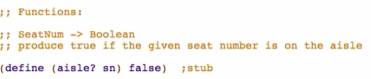 ;; Functions:
;; SeatNum -> Boolean
;; produce true if the given seat number is on the aisle
(define (aisle? sn) false)  ;stub